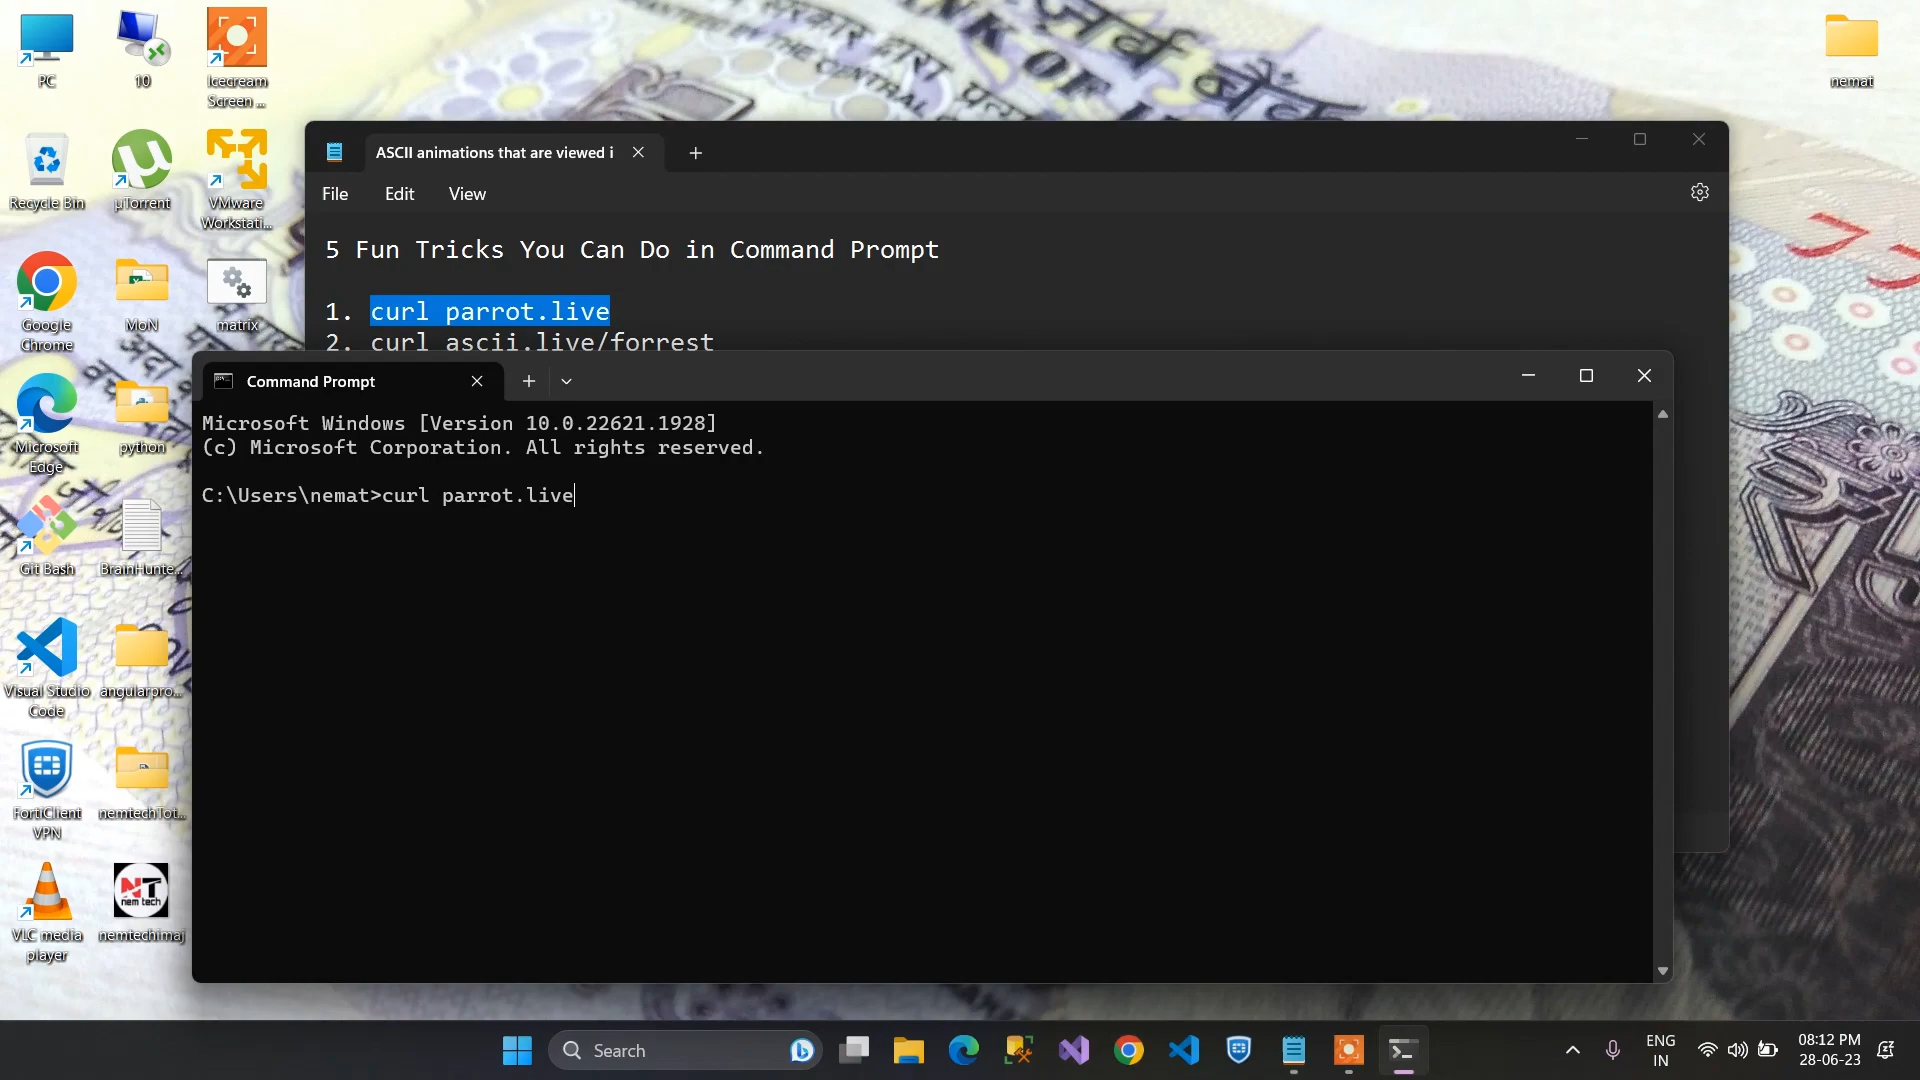 PC
10
Icecream
Screen ...
nemat
Recycle Bin
µTorrent
VMware
Workstati...
Google
Chrome
MoN
matrix
Microsoft
Edge
python
Git Bash
BrainHunte...
Visual Studio
Code
angularpro...
FortiClient
VPN
nemtechTot...
VLC media
player
NT
nem tech
nemtechimaj
ASCII animations that are viewed i
File Edit View
5 Fun Tricks You Can Do in Command Prompt
1. curl parrot.live
2. curl ascii.live/forrest
Command Prompt
Microsoft Windows [Version 10.0.22621.1928]
(c) Microsoft Corporation. All rights reserved.
C:\Users\nemat>curl parrot.live
Search
ENG
IN
08:12 PM
28-06-23